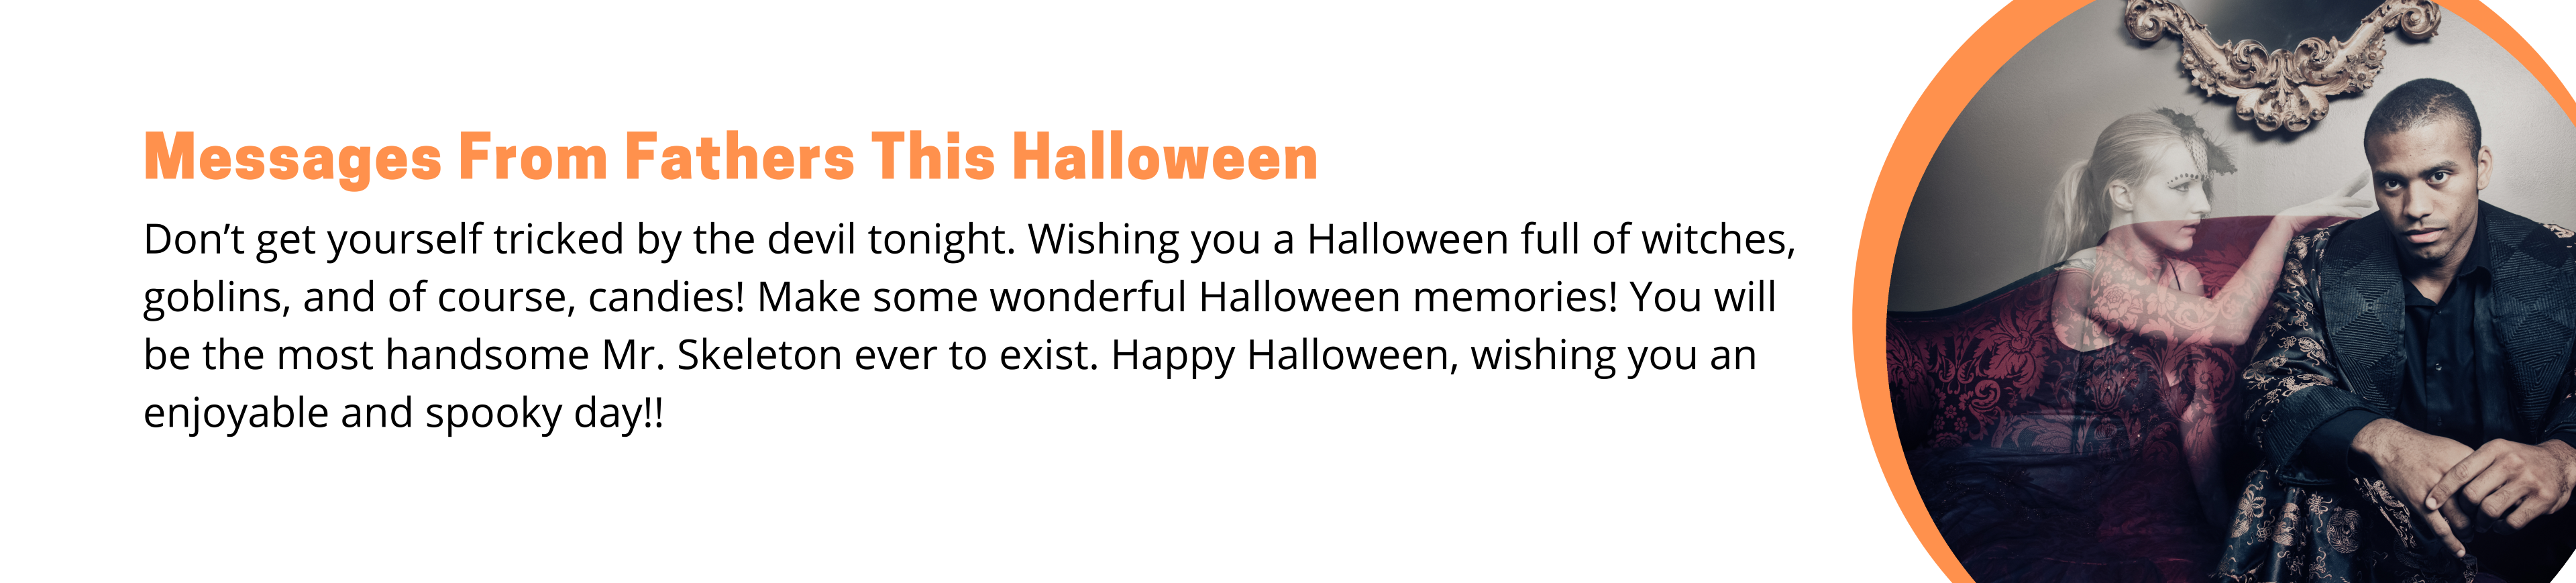 Messages From Fathers This Halloween
Don’t get yourself tricked by the devil tonight. Wishing you a Halloween full of witches,
goblins, and of course, candies! Make some wonderful Halloween memories! You will
be the most handsome Mr. Skeleton ever to exist. Happy Halloween, wishing you an
enjoyable and spooky day!!